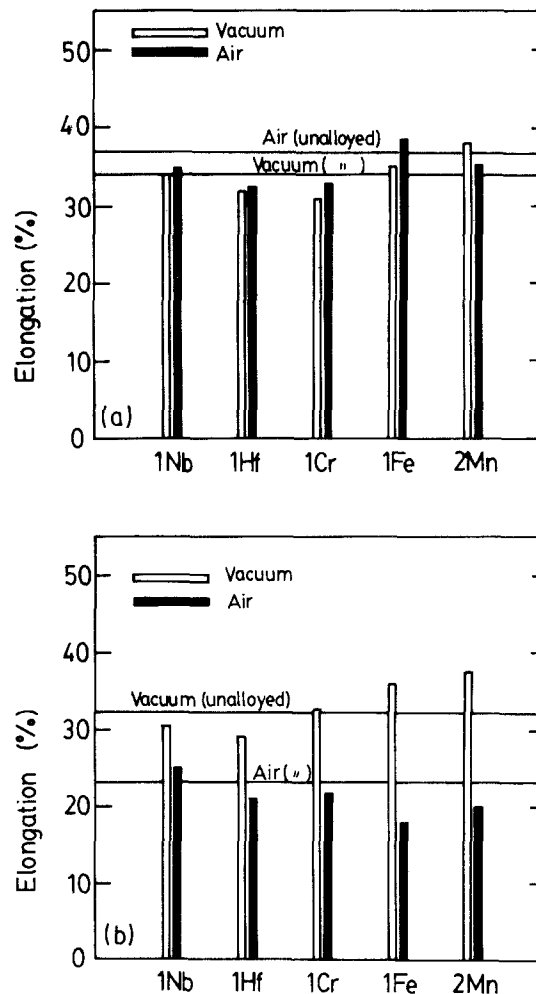 Vacuum
Air
50
40
30
20
10
0
Elongation (%)
Air (unalloyed)
Vacuum ( " )
(a)
1Nb 1Hf 1Cr 1Fe 2Mn
Vacuum
Air
50
40
30
20
10
0
Elongation (%)
Vacuum (unalloyed)
Air ( " )
(b)
1Nb 1Hf 1Cr 1Fe 2Mn